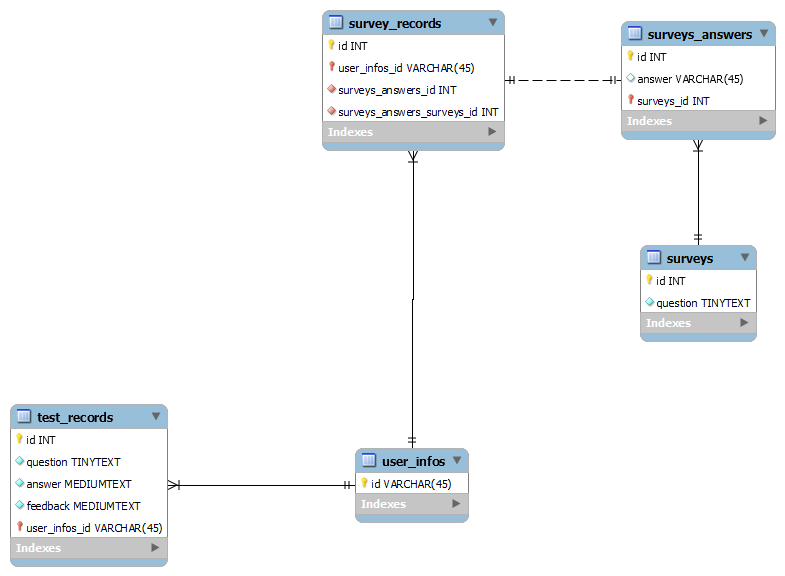 survey_records
id INT
user_infos_id VARCHAR(45)
surveys_answers_id INT
surveys_answers_surveys_id INT
Indexes
surveys_answers
id INT
answer VARCHAR(45)
surveys_id INT
Indexes
surveys
id INT
question TINYTEXT
Indexes
test_records
id INT
question TINYTEXT
answer MEDIUMTEXT
feedback MEDIUMTEXT
user_infos_id VARCHAR(45)
Indexes
user_infos
id VARCHAR(45)
Indexes